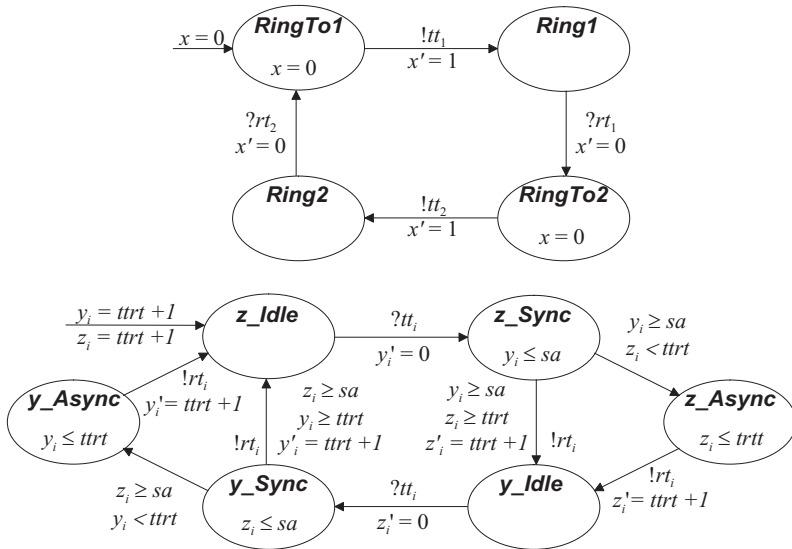 RingTo1
x = 0
x = 0
!tt₁
x' = 1
Ring1
?rt₂
x' = 0
?rt₁
x' = 0
Ring2
!tt₂
x' = 1
RingTo2
x = 0
yᵢ = ttrt +1
zᵢ = ttrt +1
z_Idle
?ttᵢ
yᵢ' = 0
z_Sync
yᵢ ≤ sa
yᵢ ≥ sa
zᵢ < ttrt
y_Async
yᵢ ≤ ttrt
!rtᵢ
yᵢ' = ttrt +1
zᵢ ≥ sa
yᵢ ≥ ttrt
!rtᵢ
y'ᵢ = ttrt +1
yᵢ ≥ sa
zᵢ ≥ ttrt
z'ᵢ = ttrt +1
!rtᵢ
z_Async
zᵢ ≤ trtt
!rtᵢ
zᵢ' = ttrt +1
zᵢ ≥ sa
yᵢ < ttrt
y_Sync
zᵢ ≤ sa
?ttᵢ
zᵢ' = 0
y_Idle